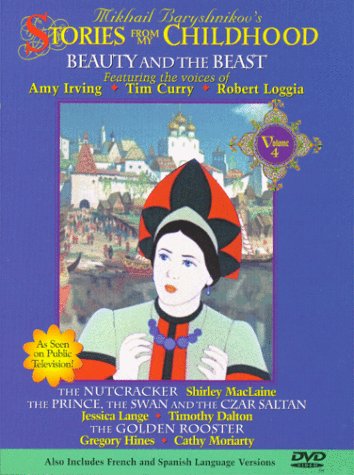 Mikhail Baryshnikov's
STORIES FROM MY CHILDHOOD
BEAUTY AND THE BEAST
Featuring the voices of
Amy Irving • Tim Curry • Robert Loggia
Volume
4
As Seen
on Public
Television!
THE NUTCRACKER Shirley MacLaine
THE PRINCE, THE SWAN AND THE CZAR SALTAN
Jessica Lange • Timothy Dalton
THE GOLDEN ROOSTER
Gregory Hines • Cathy Moriarty
Also Includes French and Spanish Language Versions
DVD
VIDEO